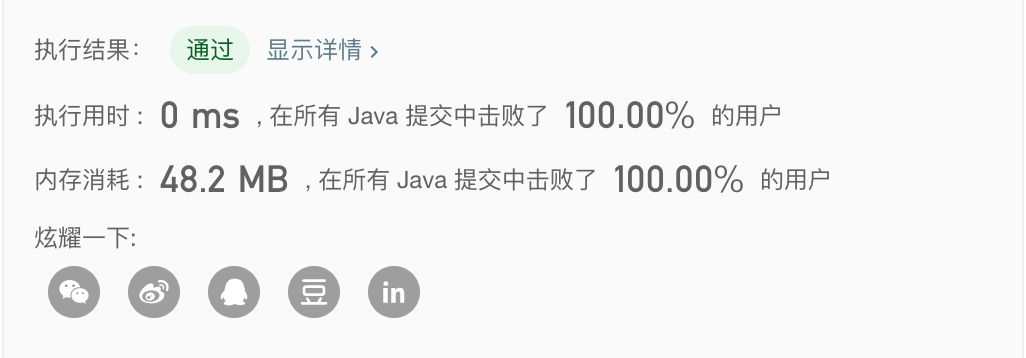 执行结果： 通过 显示详情 ›
执行用时： 0 ms ，在所有 Java 提交中击败了 100.00% 的用户
内存消耗： 48.2 MB ，在所有 Java 提交中击败了 100.00% 的用户
炫耀一下:
豆 in